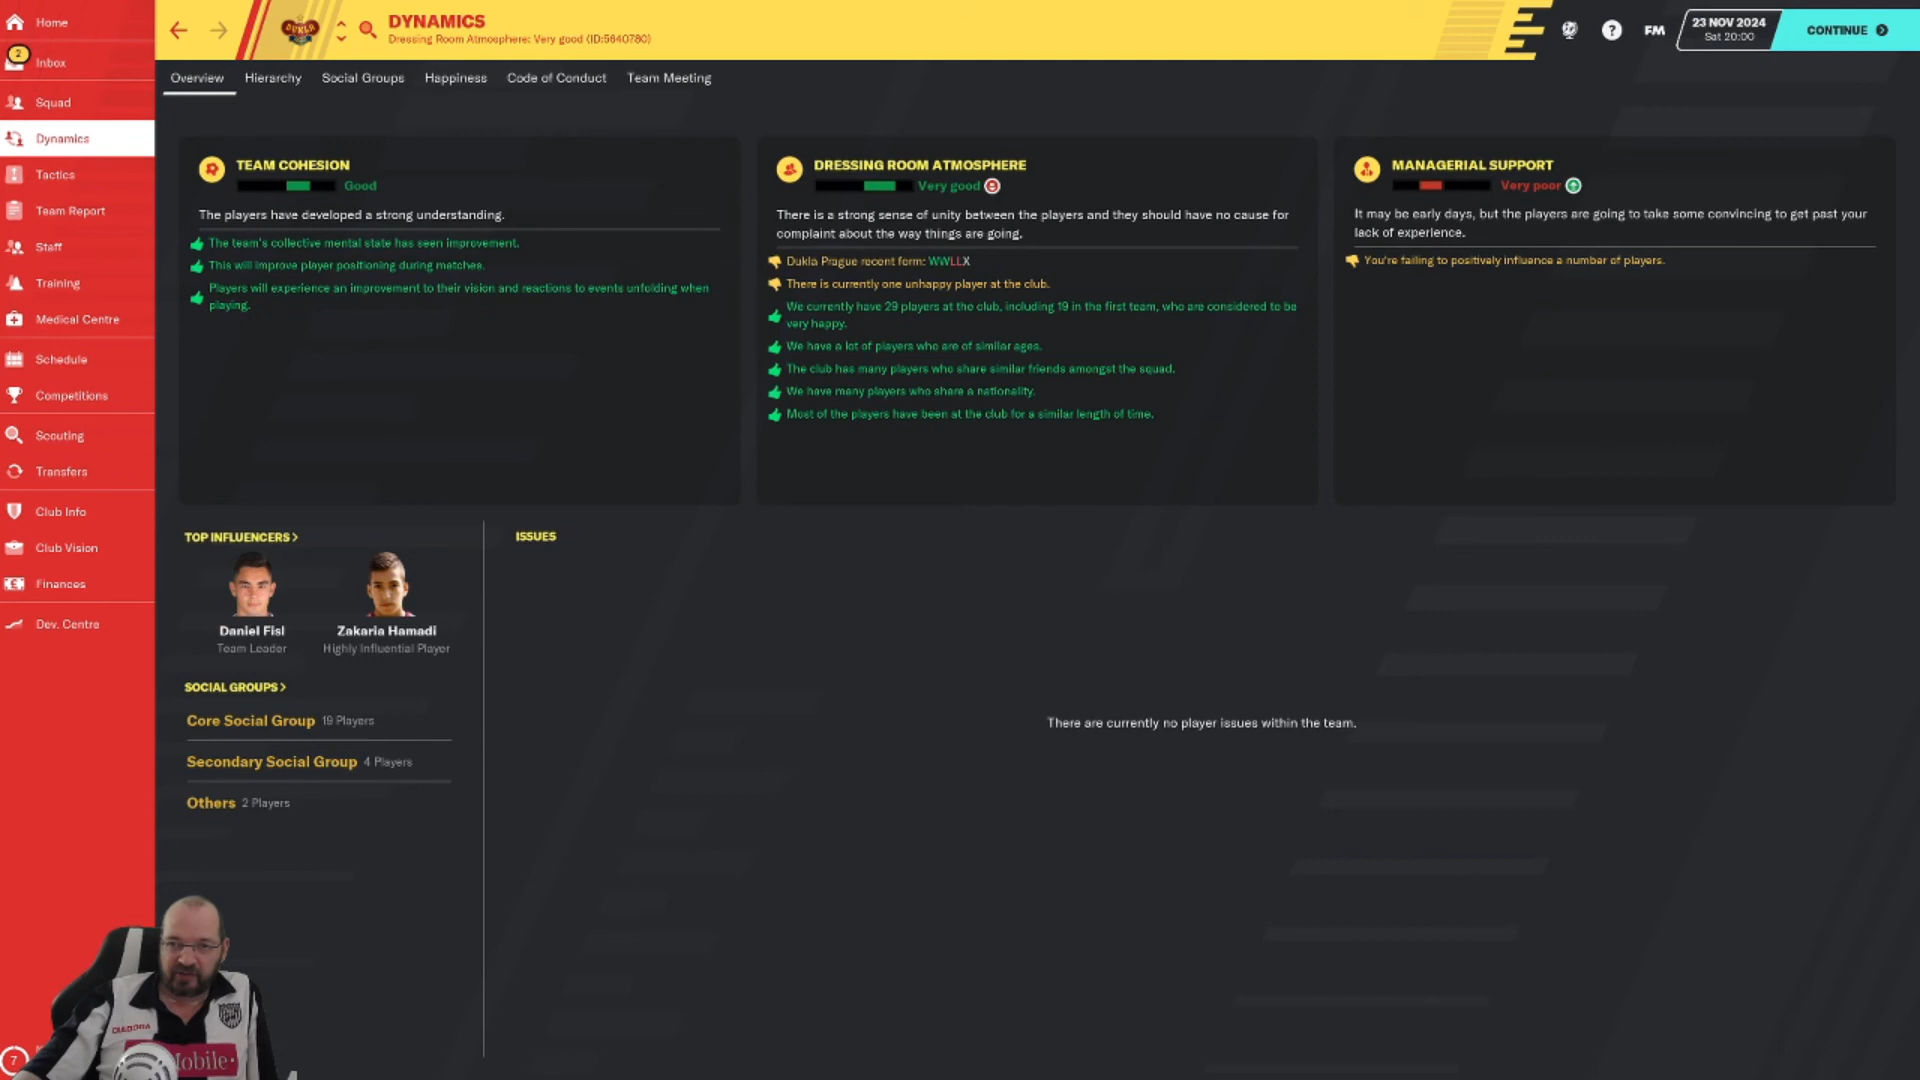 Home
2
Inbox
Squad
Dynamics
Tactics
Team Report
Staff
Training
Medical Centre
Schedule
Competitions
Scouting
Transfers
Club Info
Club Vision
Finances
Dev. Centre
7
DUKLA
DYNAMICS
Dressing Room Atmosphere: Very good (ID:5640780)
?
FM
23 NOV 2024
Sat 20:00
CONTINUE
Overview
Hierarchy
Social Groups
Happiness
Code of Conduct
Team Meeting
TEAM COHESION
Good
The players have developed a strong understanding.
The team's collective mental state has seen improvement.
This will improve player positioning during matches.
Players will experience an improvement to their vision and reactions to events unfolding when
playing.
DRESSING ROOM ATMOSPHERE
Very good
There is a strong sense of unity between the players and they should have no cause for
complaint about the way things are going.
Dukla Prague recent form: WWLLX
There is currently one unhappy player at the club.
We currently have 29 players at the club, including 19 in the first team, who are considered to be
very happy.
We have a lot of players who are of similar ages.
The club has many players who share similar friends amongst the squad.
We have many players who share a nationality.
Most of the players have been at the club for a similar length of time.
MANAGERIAL SUPPORT
Very poor
It may be early days, but the players are going to take some convincing to get past your
lack of experience.
You're failing to positively influence a number of players.
TOP INFLUENCERS >
Daniel Fisl
Team Leader
Zakaria Hamadi
Highly Influential Player
SOCIAL GROUPS >
Core Social Group 19 Players
Secondary Social Group 4 Players
Others 2 Players
ISSUES
There are currently no player issues within the team.
DIADORA
Mobile